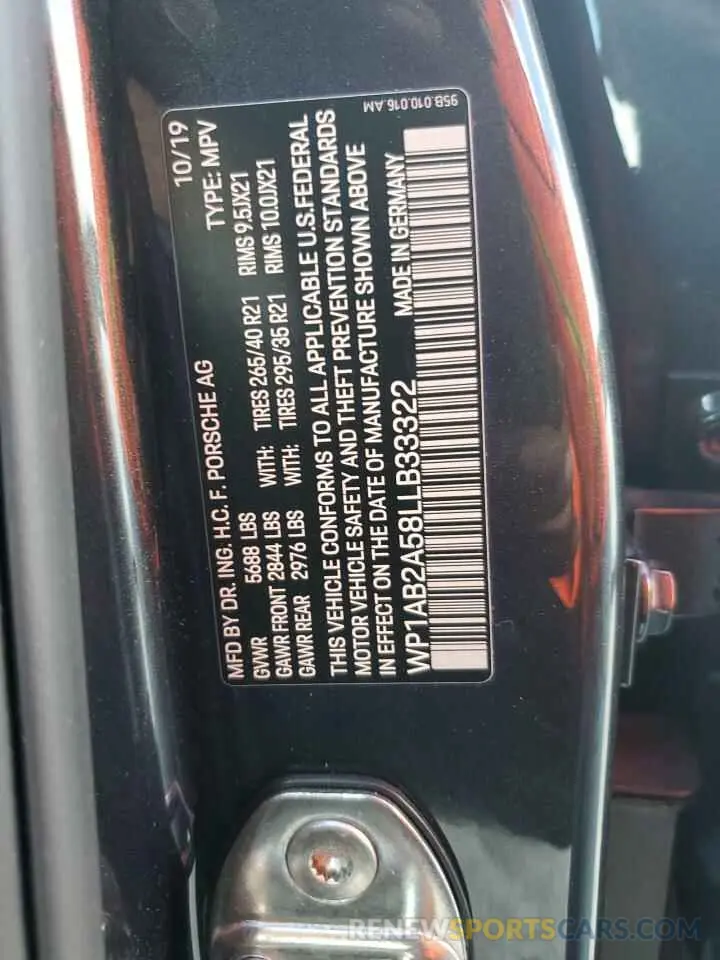 MFD BY DR. ING. H.C. F. PORSCHE AG 10/19
GVWR 5688 LBS TYPE: MPV
GAWR FRONT 2844 LBS WITH: TIRES 265/40 R21 RIMS 9.5JX21
GAWR REAR 2976 LBS WITH: TIRES 295/35 R21 RIMS 10.0JX21
THIS VEHICLE CONFORMS TO ALL APPLICABLE U.S.FEDERAL
MOTOR VEHICLE SAFETY AND THEFT PREVENTION STANDARDS
IN EFFECT ON THE DATE OF MANUFACTURE SHOWN ABOVE
WP1AB2A58LLB33322 MADE IN GERMANY
95B.010.016.AM
RENEWSPORTSCARS.COM